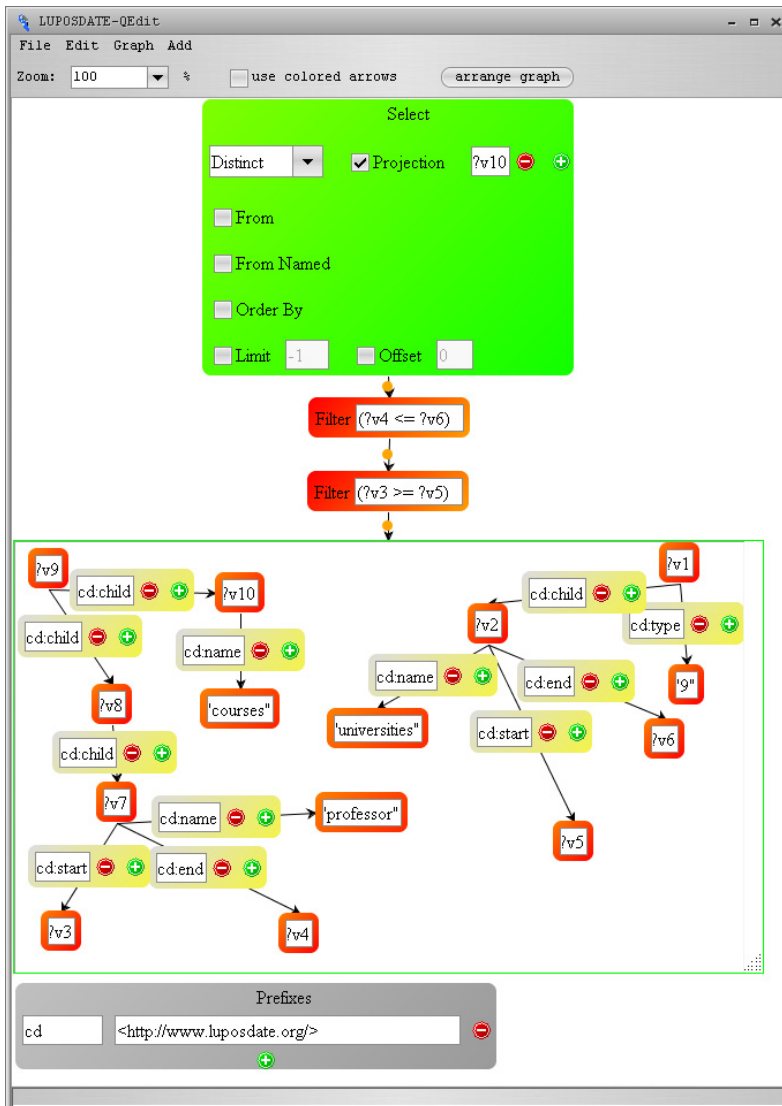 LUPOSDATE-QEdit
File Edit Graph Add
Zoom: 100 % use colored arrows arrange graph
Select
Distinct Projection ?v10
From
From Named
Order By
Limit -1 Offset 0
Filter (?v4 <= ?v6)
Filter (?v3 >= ?v5)
?v9 ?v1
cd:child ?v10 cd:child
cd:child ?v2 cd:type
cd:name cd:name cd:end '9"
?v8 'courses" 'universities" cd:start ?v6
cd:child
?v7 cd:name 'professor" ?v5
cd:start cd:end
?v3 ?v4
Prefixes
cd <http://www.luposdate.org/>